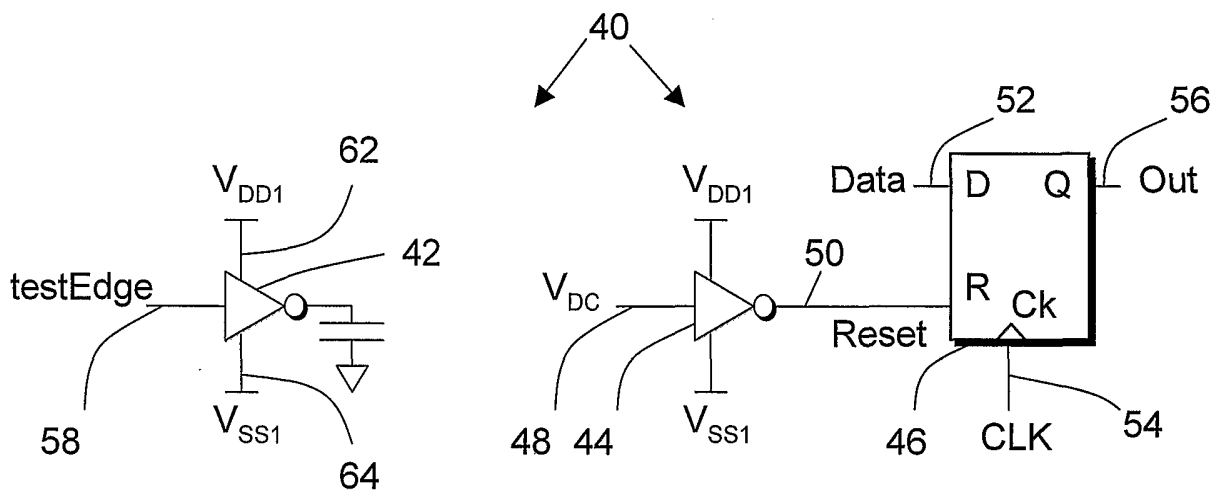 40
52
56
62
V_DD1
V_DD1
Data
D
Q
Out
42
50
testEdge
V_DC
R
Ck
Reset
V_SS1
V_SS1
58
64
48
44
46
CLK
54